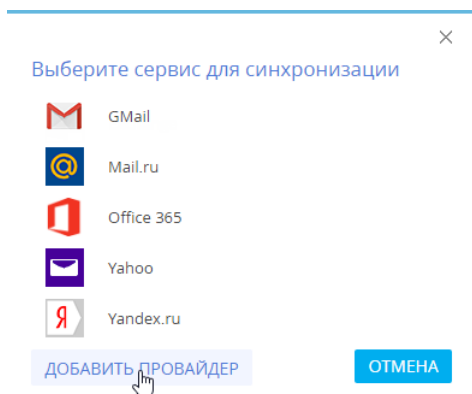 Выберите сервис для синхронизации
GMail
Mail.ru
Office 365
Yahoo
Yandex.ru
ДОБАВИТЬ ПРОВАЙДЕР
ОТМЕНА